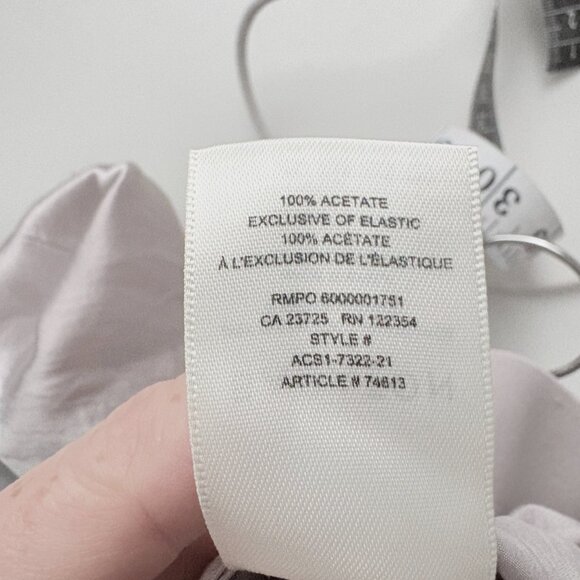 100% ACETATE
EXCLUSIVE OF ELASTIC
100% ACÉTATE
À L'EXCLUSION DE L'ÉLASTIQUE
RMPO 6000001751
CA 23725 RN 122354
STYLE #
ACS1-7322-21
ARTICLE # 74613
30